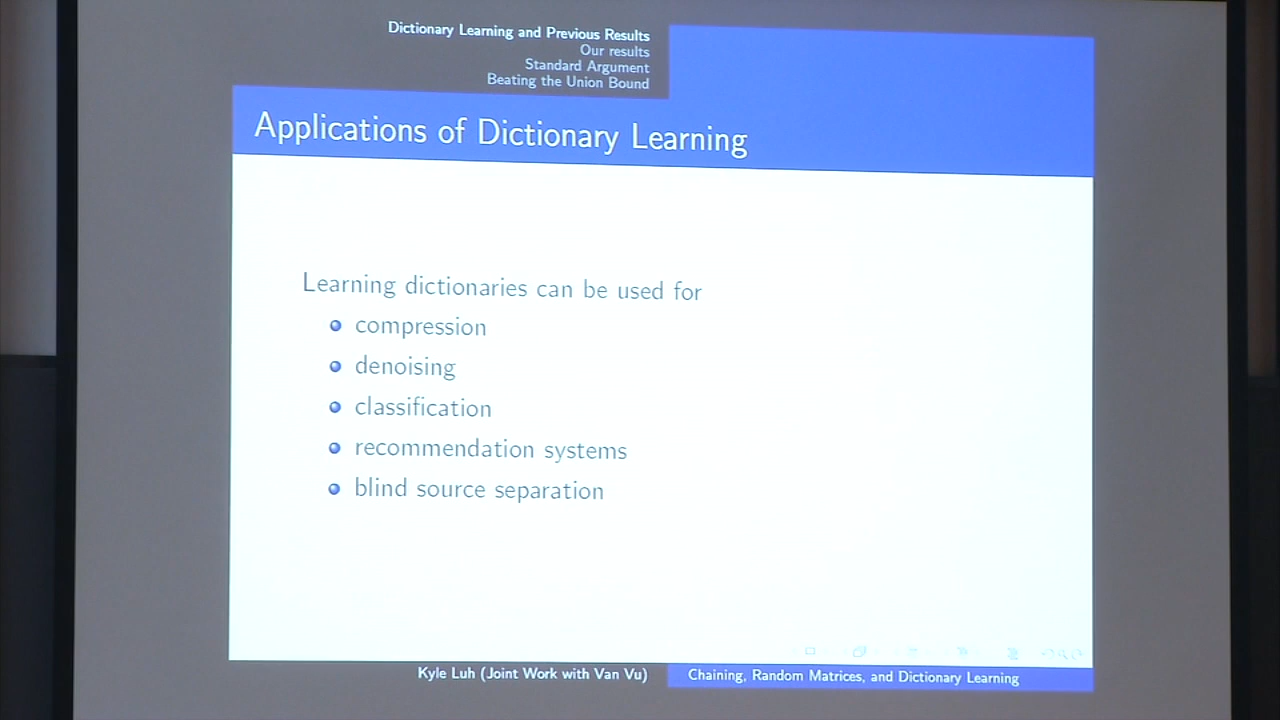 Dictionary Learning and Previous Results
Our results
Standard Argument
Beating the Union Bound
Applications of Dictionary Learning
Learning dictionaries can be used for
compression
denoising
classification
recommendation systems
blind source separation
Kyle Luh (Joint Work with Van Vu)
Chaining, Random Matrices, and Dictionary Learning